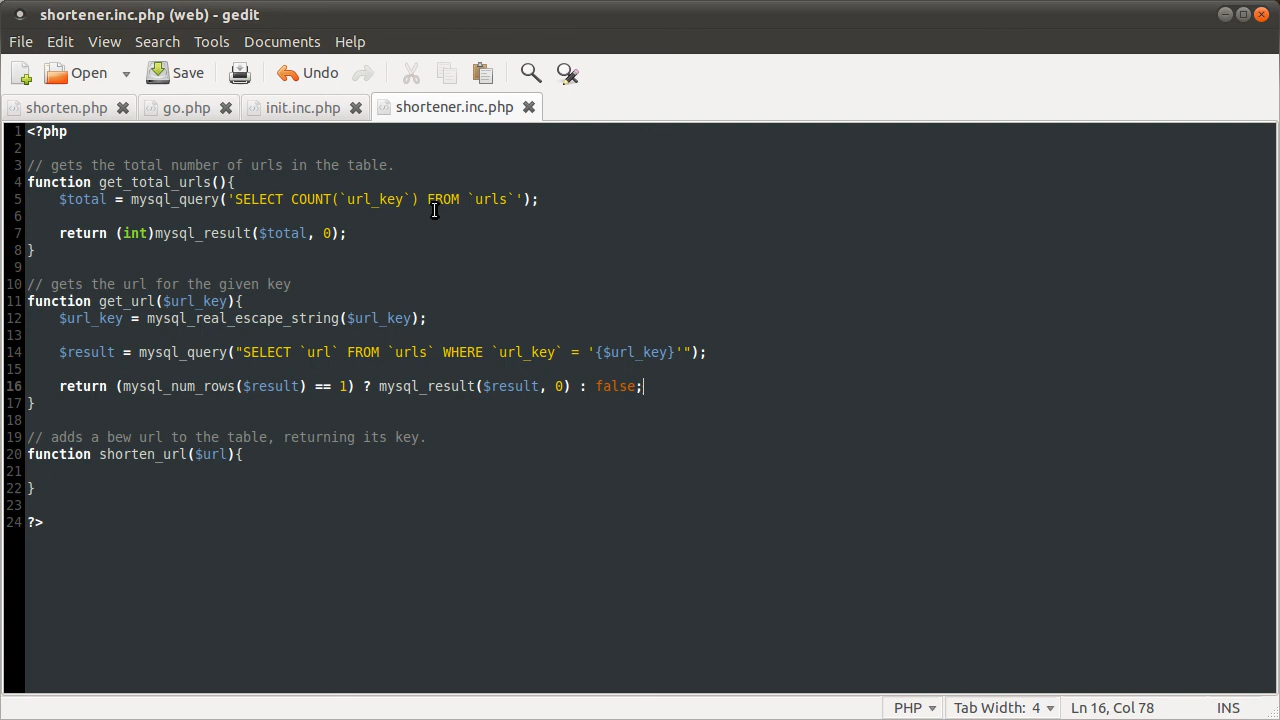 shortener.inc.php (web) - gedit
File Edit View Search Tools Documents Help
Open Save Undo
shorten.php go.php init.inc.php shortener.inc.php
1 <?php
2
3 // gets the total number of urls in the table.
4 function get_total_urls(){
5     $total = mysql_query('SELECT COUNT(`url_key`) FROM `urls`');
6
7     return (int)mysql_result($total, 0);
8 }
9
10 // gets the url for the given key
11 function get_url($url_key){
12     $url_key = mysql_real_escape_string($url_key);
13
14     $result = mysql_query("SELECT `url` FROM `urls` WHERE `url_key` = '{$url_key}'");
15
16     return (mysql_num_rows($result) == 1) ? mysql_result($result, 0) : false;
17 }
18
19 // adds a bew url to the table, returning its key.
20 function shorten_url($url){
21
22 }
23
24 ?>
PHP Tab Width: 4 Ln 16, Col 78 INS